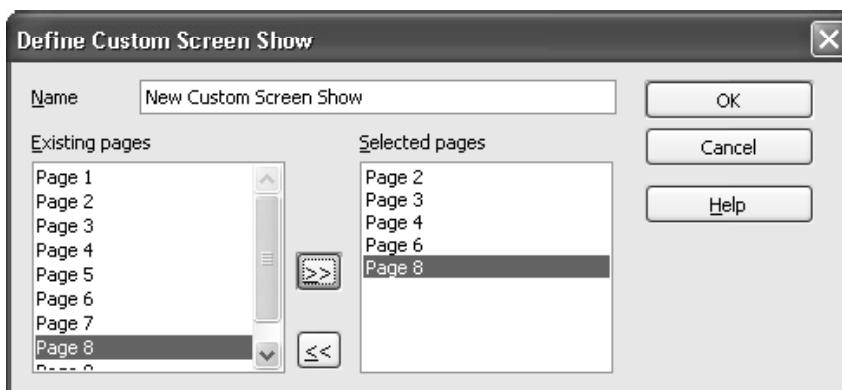 Define Custom Screen Show
Name New Custom Screen Show
OK
Existing pages
Selected pages
Cancel
Page 1
Page 2
Page 3
Page 4
Page 5
Page 6
Page 7
Page 8
>>
<<
Page 2
Page 3
Page 4
Page 6
Page 8
Help